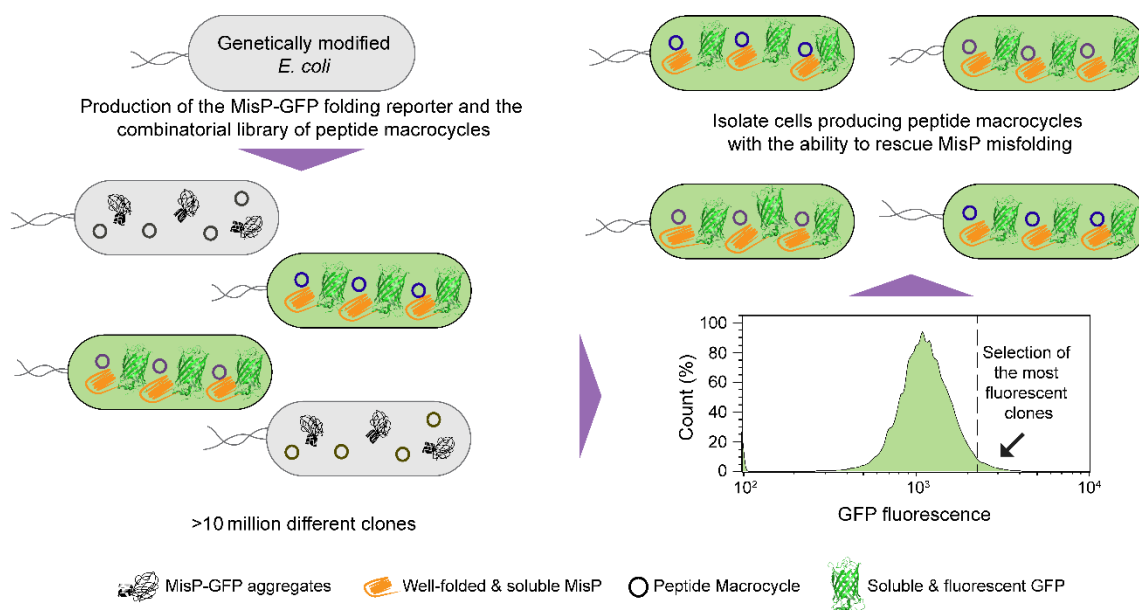 Genetically modified
E. coli
Production of the MisP-GFP folding reporter and the
combinatorial library of peptide macrocycles
>10 million different clones
Isolate cells producing peptide macrocycles
with the ability to rescue MisP misfolding
Count (%)
100
80
60
40
20
0
10²
10³
10⁴
GFP fluorescence
Selection of
the most
fluorescent
clones
MisP-GFP aggregates
Well-folded & soluble MisP
Peptide Macrocycle
Soluble & fluorescent GFP